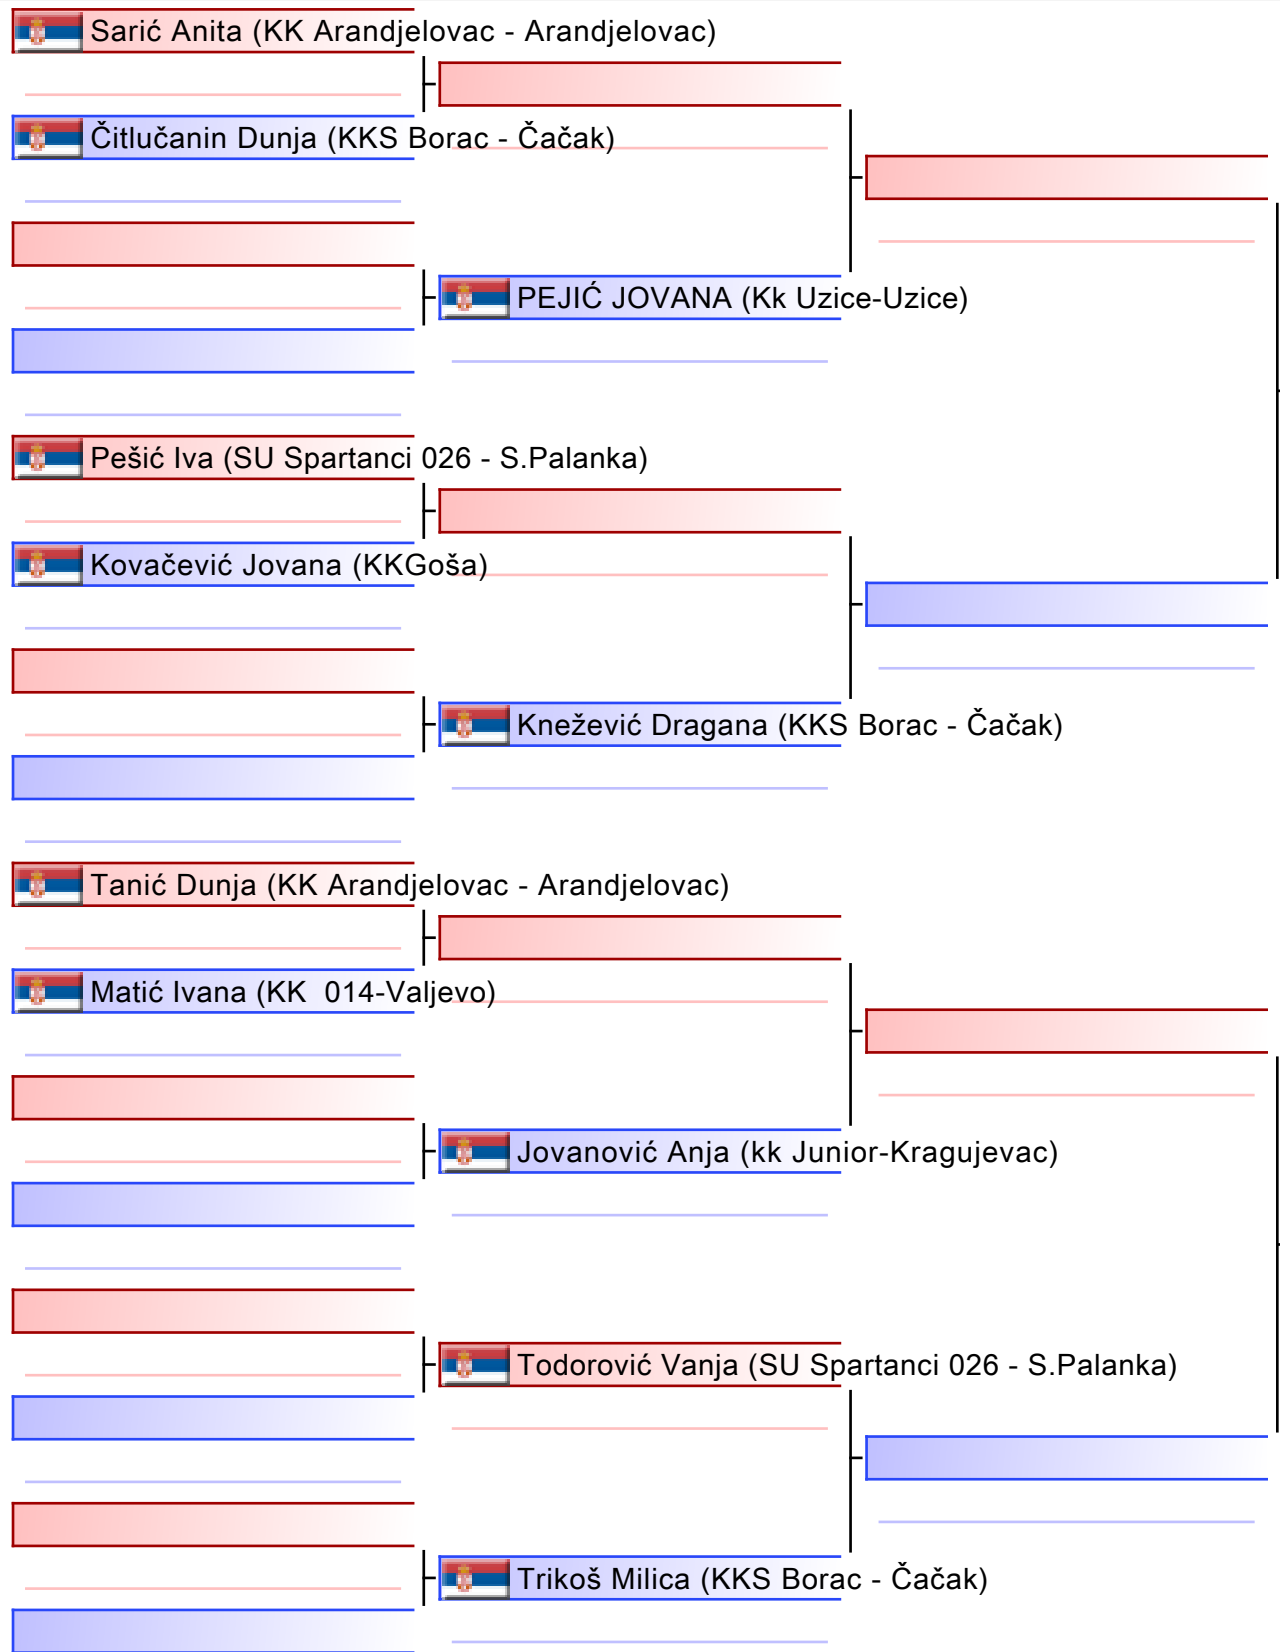 Sarić Anita (KK Arandjelovac - Arandjelovac)
Čitlučanin Dunja (KKS Borac - Čačak)
PEJIĆ JOVANA (Kk Uzice-Uzice)
Pešić Iva (SU Spartanci 026 - S.Palanka)
Kovačević Jovana (KKGoša)
Knežević Dragana (KKS Borac - Čačak)
Tanić Dunja (KK Arandjelovac - Arandjelovac)
Matić Ivana (KK  014-Valjevo)
Jovanović Anja (kk Junior-Kragujevac)
Todorović Vanja (SU Spartanci 026 - S.Palanka)
Trikoš Milica (KKS Borac - Čačak)